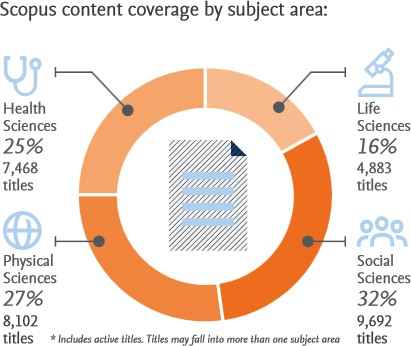 Scopus content coverage by subject area:
Health
Sciences
25%
7,468
titles
Life
Sciences
16%
4,883
titles
Physical
Sciences
27%
8,102
titles
Social
Sciences
32%
9,692
titles
* Includes active titles. Titles may fall into more than one subject area